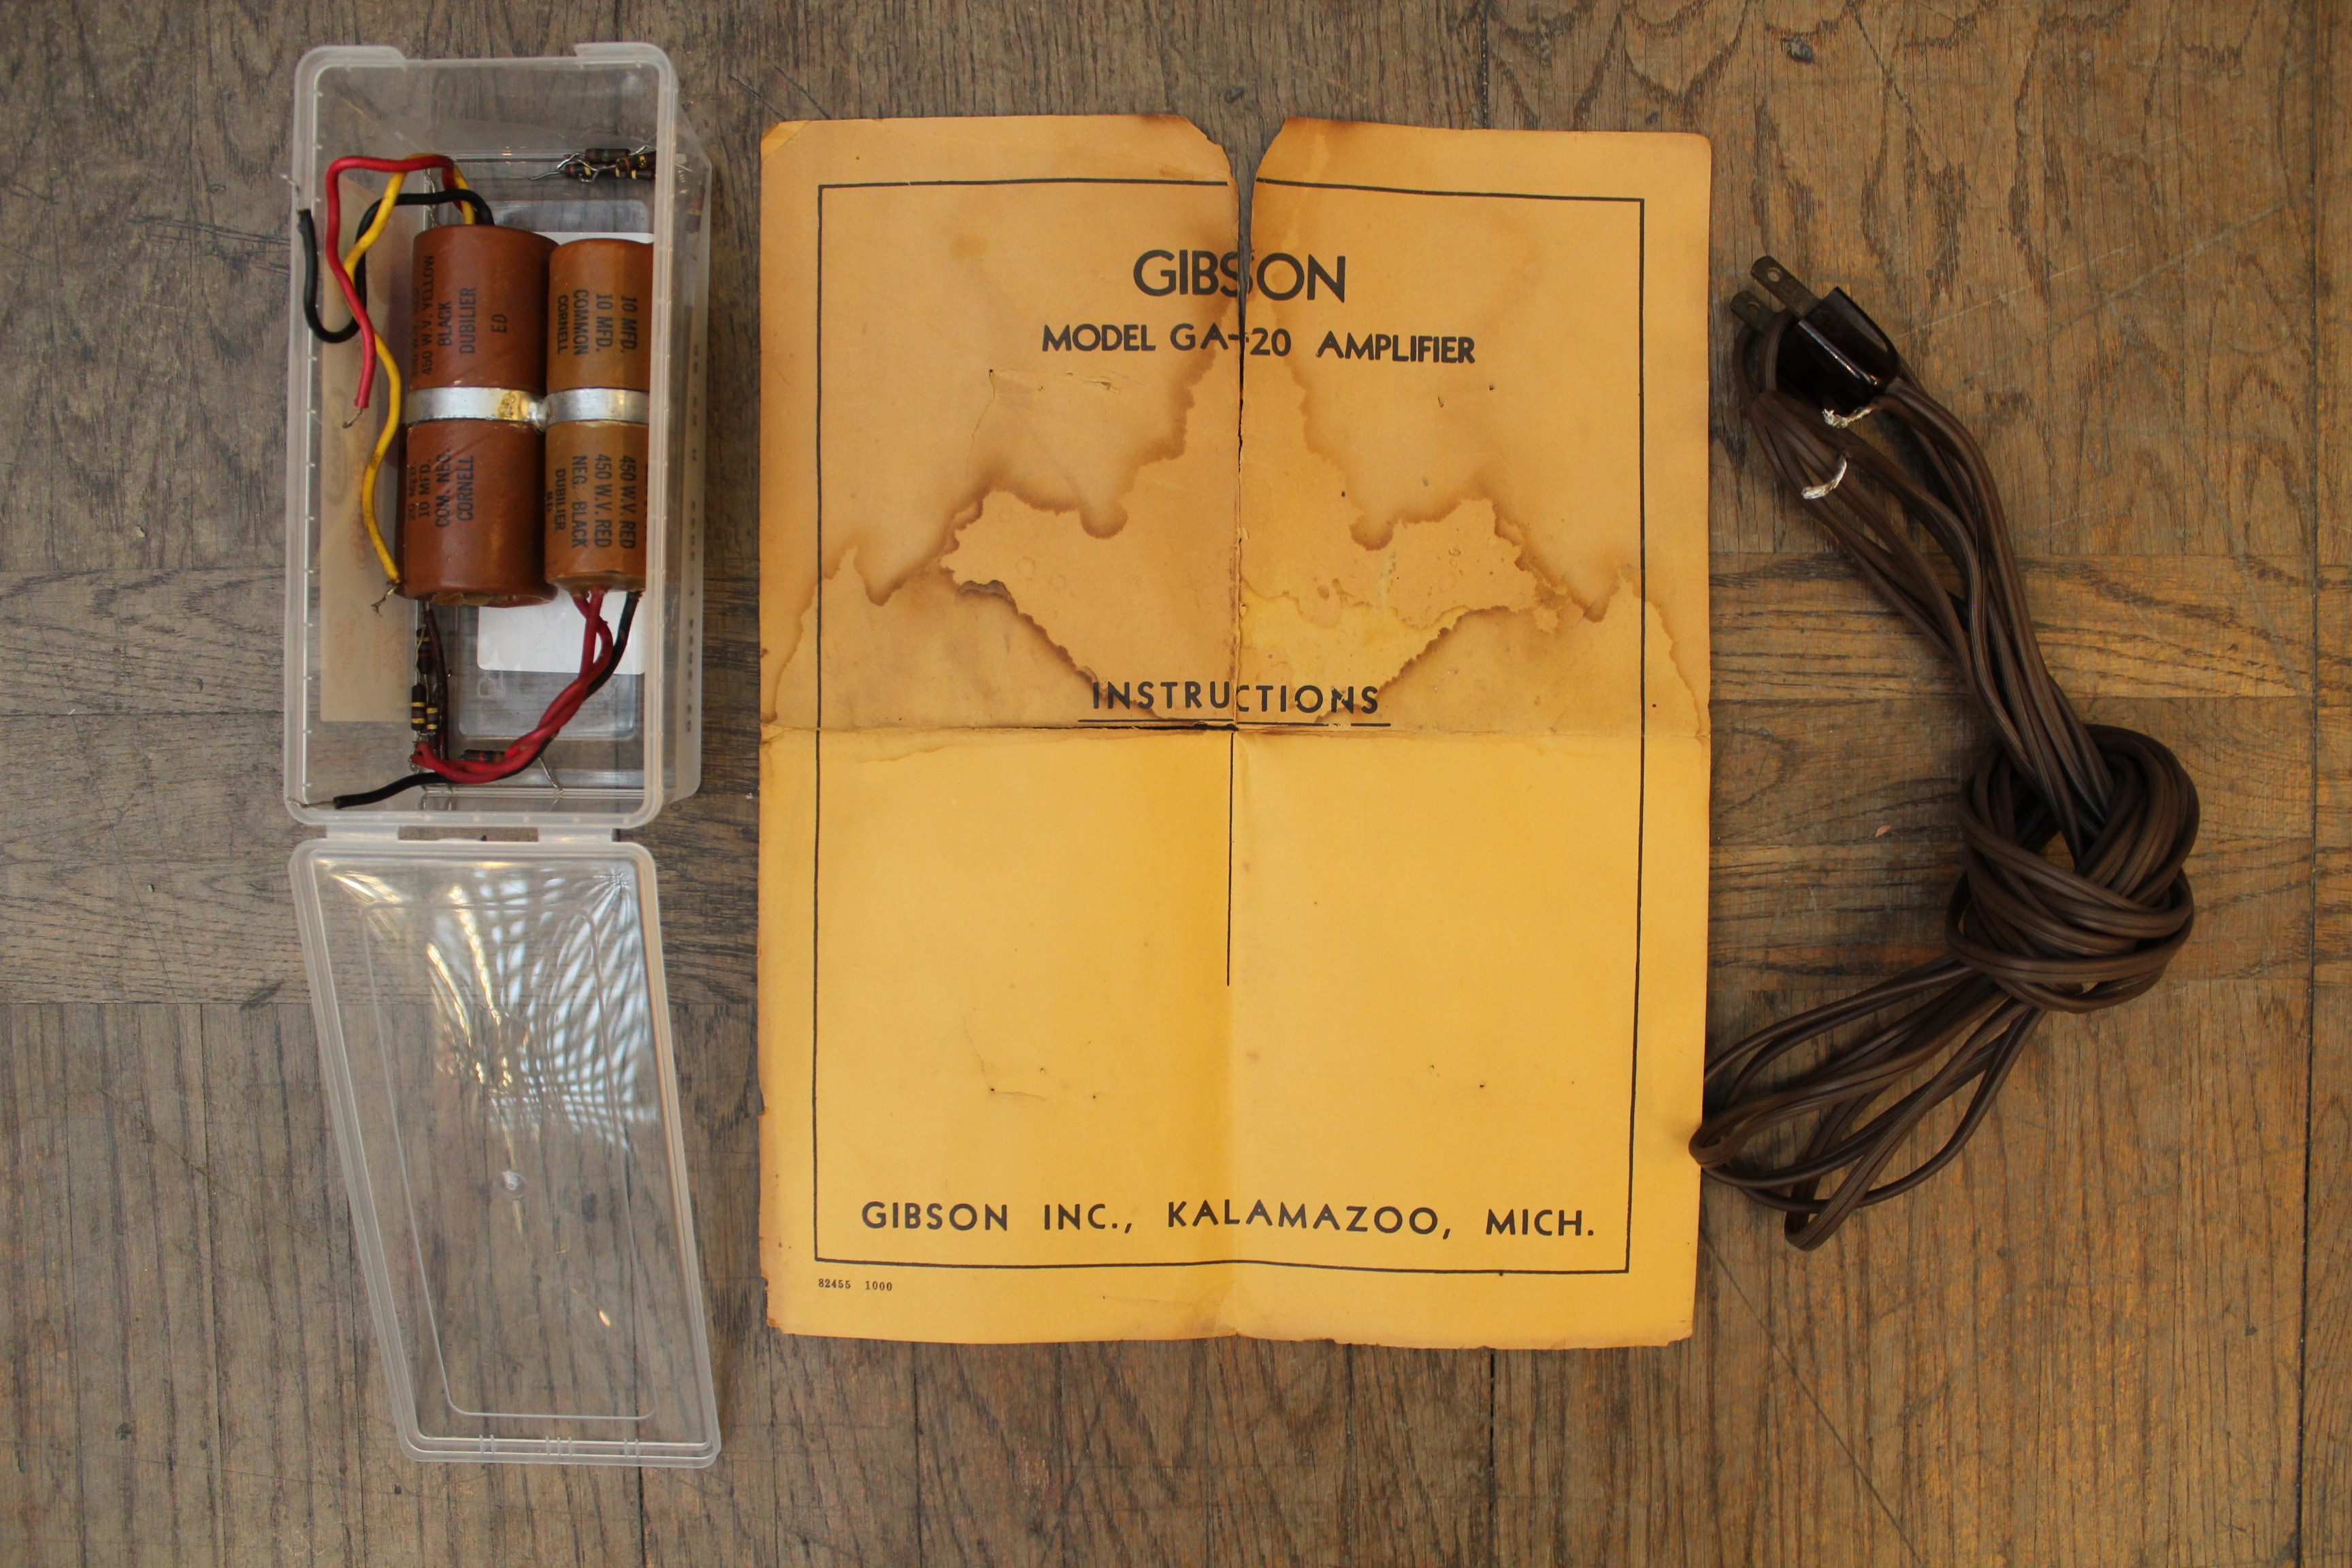 10 MFD. 450 W.V. YELLOW
COM. NEG. BLACK
CORNELL DUBILIER
ED
10 MFD. 450 W.V. RED
10 MFD. 450 W.V. RED
COMMON NEG. BLACK
CORNELL DUBILIER
GIBSON
MODEL GA-20 AMPLIFIER
INSTRUCTIONS
GIBSON INC., KALAMAZOO, MICH.
82455 1000